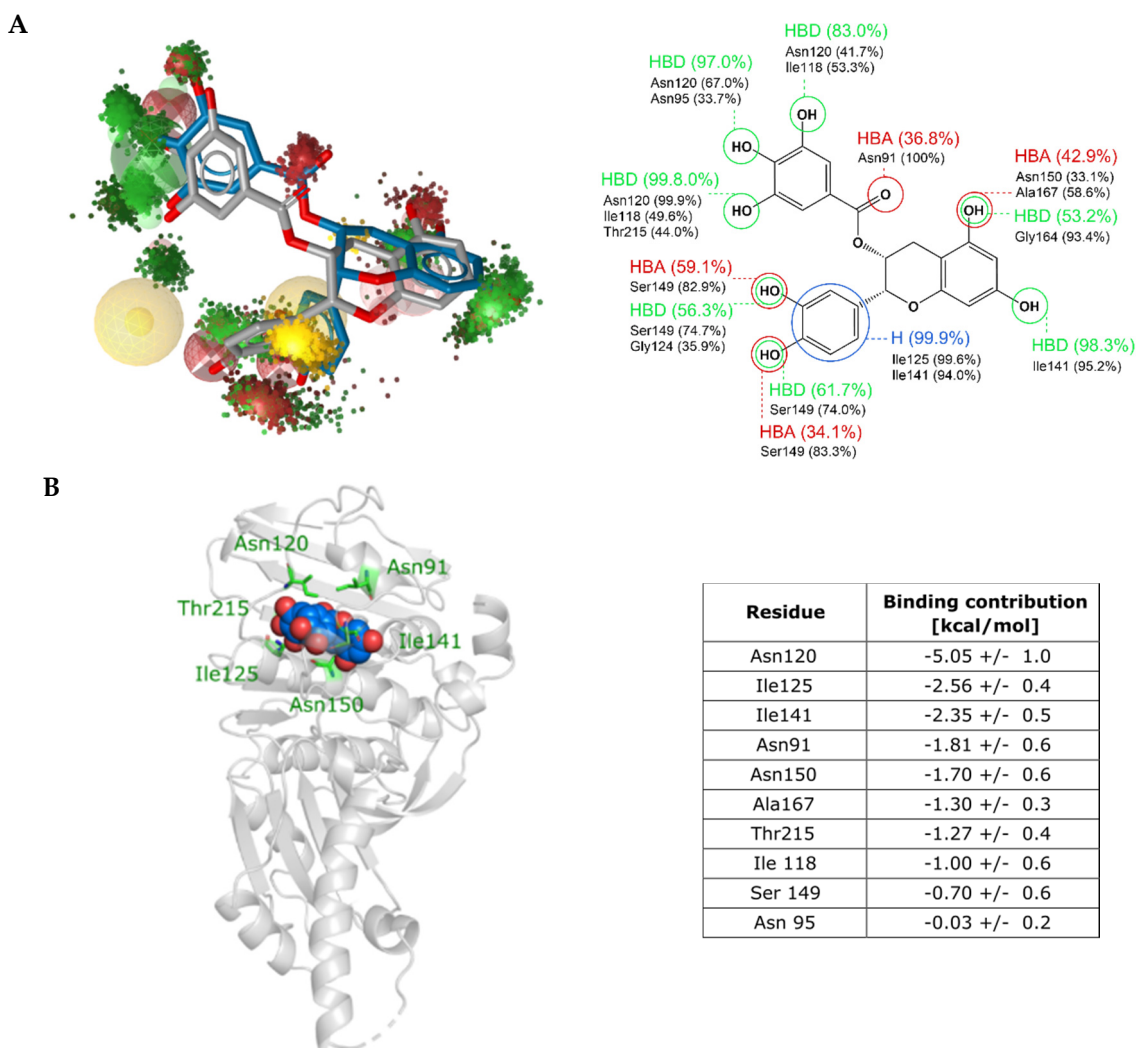 A
HBD (83.0%)
Asn120 (41.7%)
Ile118 (53.3%)
HBD (97.0%)
Asn120 (67.0%)
Asn95 (33.7%)
HBA (36.8%)
Asn91 (100%)
HBA (42.9%)
Asn150 (33.1%)
Ala167 (58.6%)
HBD (53.2%)
Gly164 (93.4%)
HBD (99.8.0%)
Asn120 (99.9%)
Ile118 (49.6%)
Thr215 (44.0%)
OH
HO
HO
O
O
OH
O
OH
HBA (59.1%)
Ser149 (82.9%)
HBD (56.3%)
Ser149 (74.7%)
Gly124 (35.9%)
HO
HO
H (99.9%)
Ile125 (99.6%)
Ile141 (94.0%)
HBD (98.3%)
Ile141 (95.2%)
HBD (61.7%)
Ser149 (74.0%)
HBA (34.1%)
Ser149 (83.3%)
B
Asn120
Asn91
Thr215
Ile141
Ile125
Asn150
Residue Binding contribution
[kcal/mol]
Asn120 -5.05 +/- 1.0
Ile125 -2.56 +/- 0.4
Ile141 -2.35 +/- 0.5
Asn91 -1.81 +/- 0.6
Asn150 -1.70 +/- 0.6
Ala167 -1.30 +/- 0.3
Thr215 -1.27 +/- 0.4
Ile 118 -1.00 +/- 0.6
Ser 149 -0.70 +/- 0.6
Asn 95 -0.03 +/- 0.2